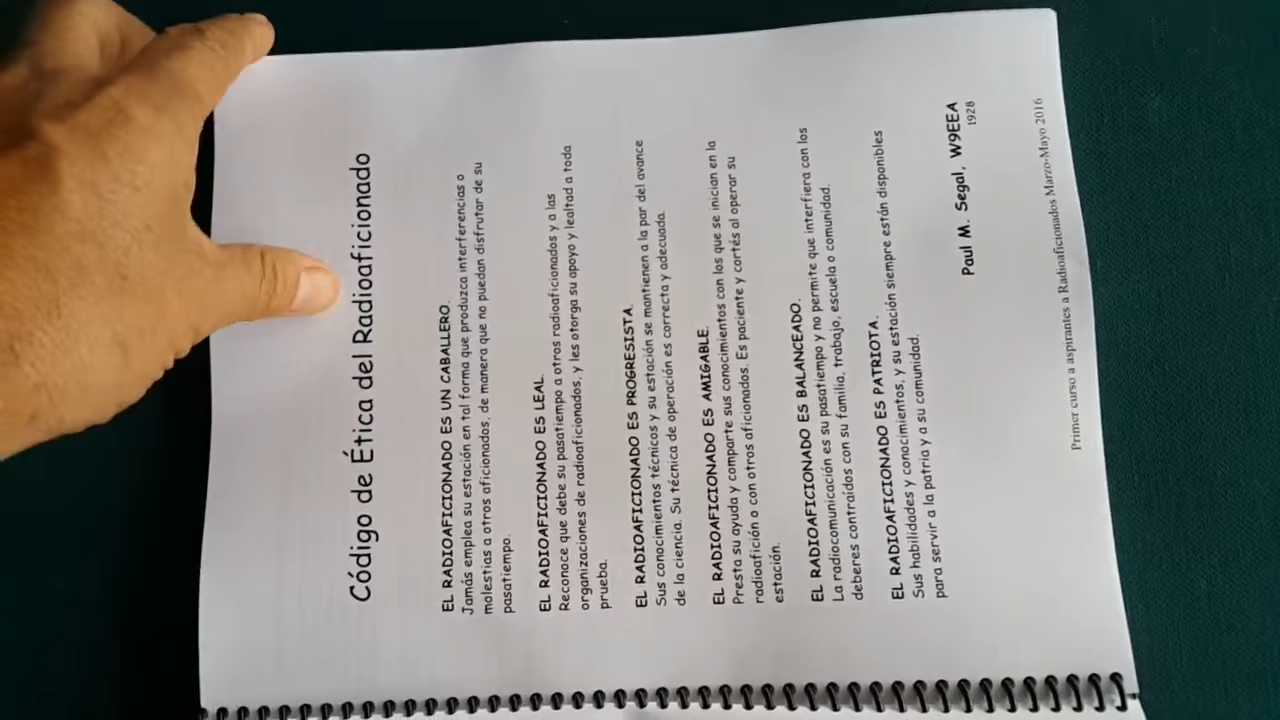 Código de Ética del Radioaficionado
EL RADIOAFICIONADO ES UN CABALLERO.
Jamás emplea su estación en tal forma que produzca interferencias o
molestias a otros aficionados, de manera que no puedan disfrutar de su
pasatiempo.
EL RADIOAFICIONADO ES LEAL.
Reconoce que debe su pasatiempo a otros radioaficionados y a las
organizaciones de radioaficionados, y les otorga su apoyo y lealtad a toda
prueba.
EL RADIOAFICIONADO ES PROGRESISTA.
Sus conocimientos técnicos y su estación se mantienen a la par del avance
de la ciencia. Su técnica de operación es correcta y adecuada.
EL RADIOAFICIONADO ES AMIGABLE.
Presta su ayuda y comparte sus conocimientos con los que se inician en la
radioafición o con otros aficionados. Es paciente y cortés al operar su
estación.
EL RADIOAFICIONADO ES BALANCEADO.
La radiocomunicación es su pasatiempo y no permite que interfiera con los
deberes contraídos con su familia, trabajo, escuela o comunidad.
EL RADIOAFICIONADO ES PATRIOTA.
Sus habilidades y conocimientos, y su estación siempre están disponibles
para servir a la patria y a su comunidad.
Paul M. Segal, W9EEA
1928
Primer curso a aspirantes a Radioaficionados Marzo-Mayo 2016